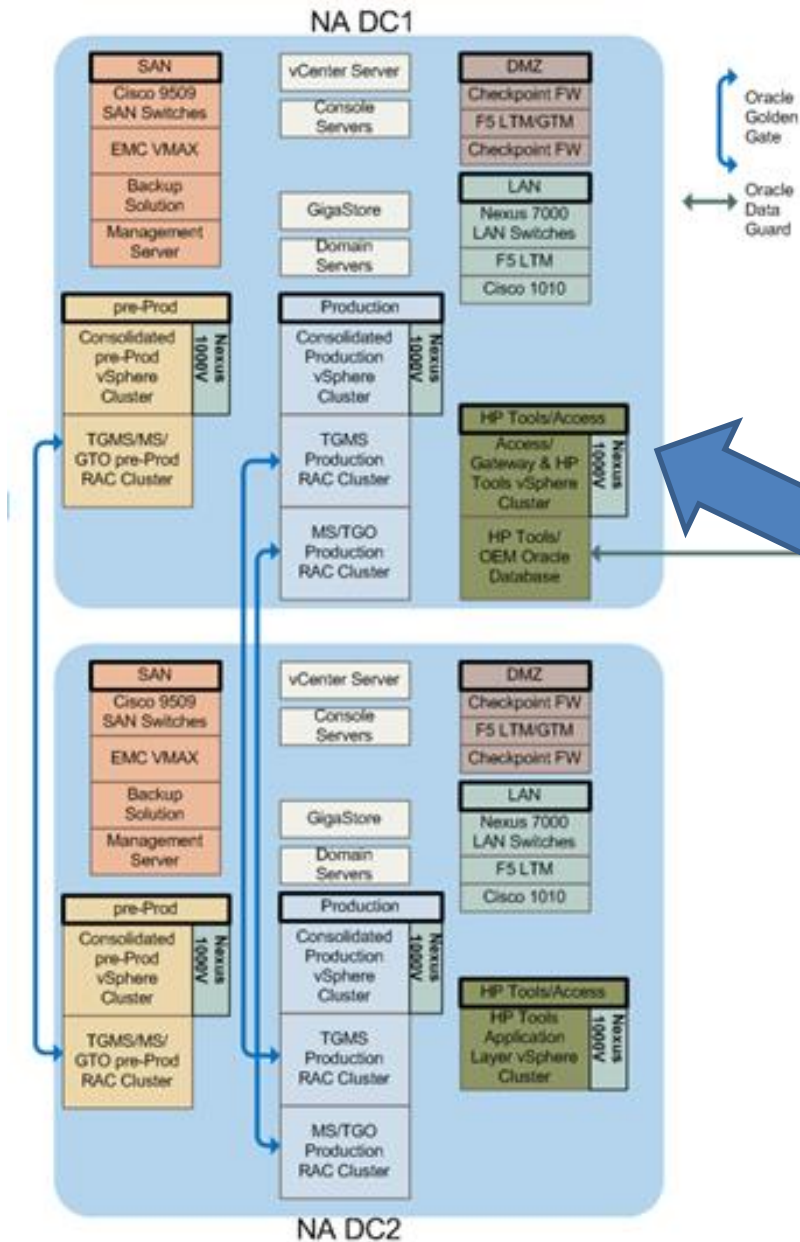 NA DC1
SAN
Cisco 9509
SAN Switches
EMC VMAX
Backup
Solution
Management
Server
vCenter Server
Console
Servers
GigaStore
Domain
Servers
DMZ
Checkpoint FW
F5 LTM/GTM
Checkpoint FW
LAN
Nexus 7000
LAN Switches
F5 LTM
Cisco 1010
Oracle
Golden
Gate
Oracle
Data
Guard
pre-Prod
Consolidated
pre-Prod
vSphere
Cluster
Nexus
1000V
TGMS/MS/
GTO pre-Prod
RAC Cluster
Production
Consolidated
Production
vSphere
Cluster
Nexus
1000V
TGMS
Production
RAC Cluster
MS/TGO
Production
RAC Cluster
HP Tools/Access
Access/
Gateway & HP
Tools vSphere
Cluster
Nexus
1000V
HP Tools/
OEM Oracle
Database
SAN
Cisco 9509
SAN Switches
EMC VMAX
Backup
Solution
Management
Server
vCenter Server
Console
Servers
GigaStore
Domain
Servers
DMZ
Checkpoint FW
F5 LTM/GTM
Checkpoint FW
LAN
Nexus 7000
LAN Switches
F5 LTM
Cisco 1010
pre-Prod
Consolidated
pre-Prod
vSphere
Cluster
Nexus
1000V
TGMS/MS/
GTO pre-Prod
RAC Cluster
Production
Consolidated
Production
vSphere
Cluster
Nexus
1000V
TGMS
Production
RAC Cluster
MS/TGO
Production
RAC Cluster
HP Tools/Access
HP Tools
Application
Layer vSphere
Cluster
Nexus
1000V
NA DC2